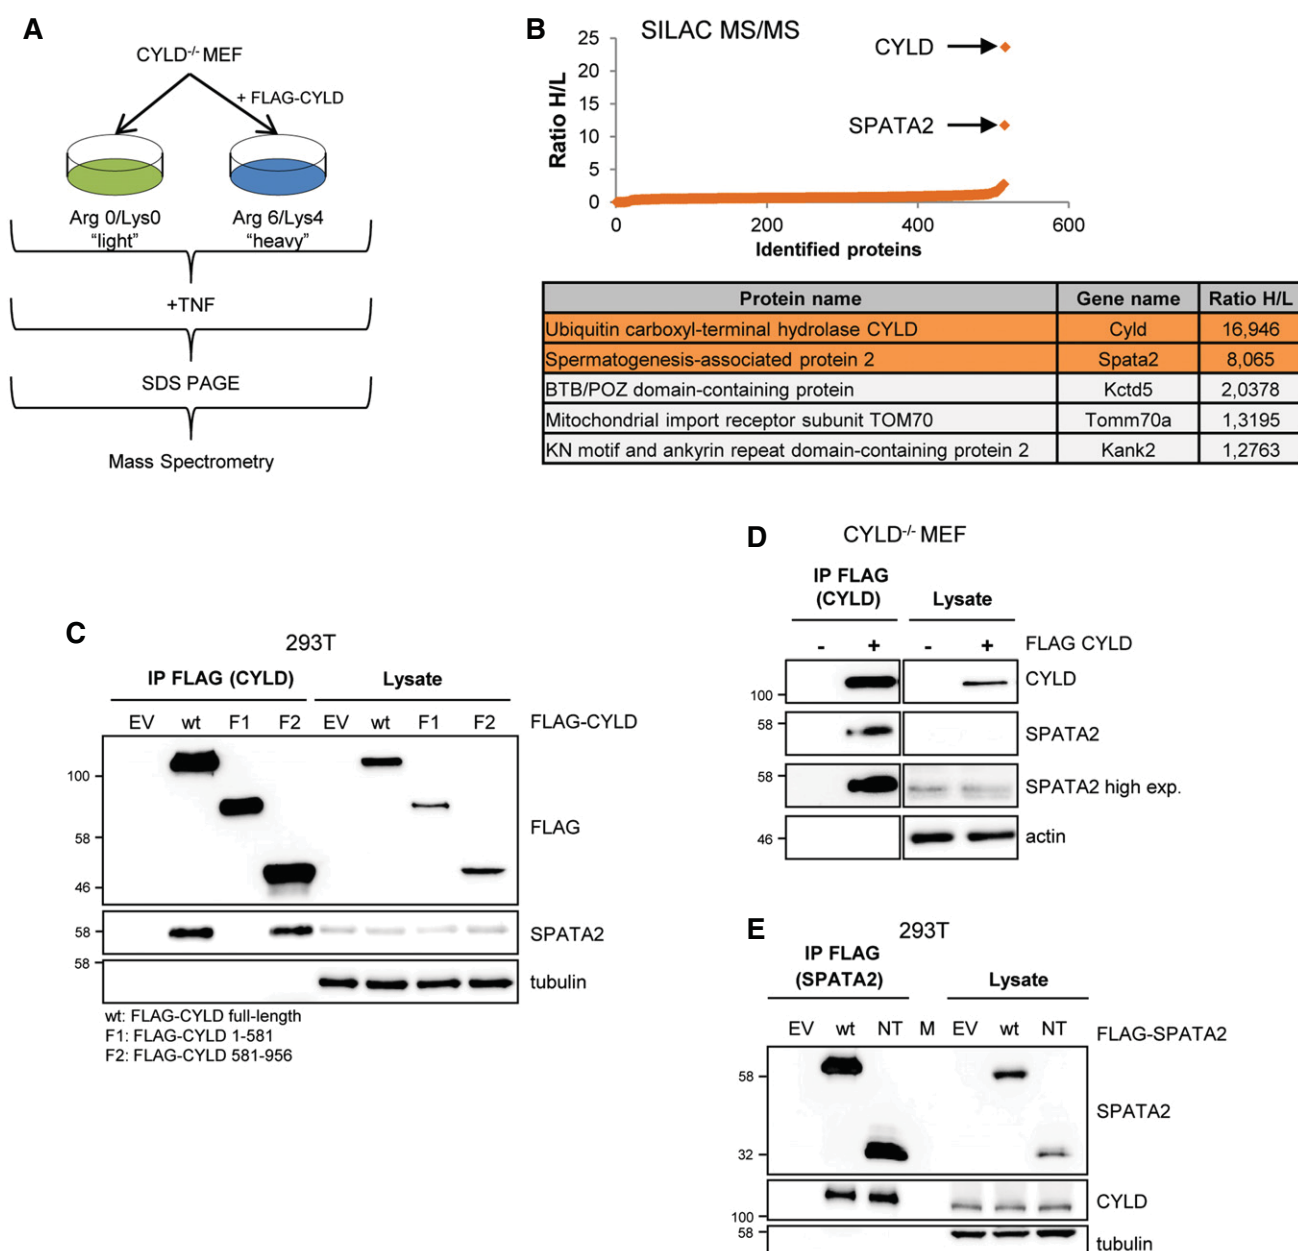 A
CYLD-/- MEF
+ FLAG-CYLD
Arg 0/Lys0
"light"
Arg 6/Lys4
"heavy"
+TNF
SDS PAGE
Mass Spectrometry
B
SILAC MS/MS
Ratio H/L
25
20
15
10
5
0
CYLD
SPATA2
0 200 400 600
Identified proteins
Protein name Gene name Ratio H/L
Ubiquitin carboxyl-terminal hydrolase CYLD Cyld 16,946
Spermatogenesis-associated protein 2 Spata2 8,065
BTB/POZ domain-containing protein Kctd5 2,0378
Mitochondrial import receptor subunit TOM70 Tomm70a 1,3195
KN motif and ankyrin repeat domain-containing protein 2 Kank2 1,2763
C
293T
IP FLAG (CYLD) Lysate
EV wt F1 F2 EV wt F1 F2 FLAG-CYLD
100
58
46
FLAG
58
SPATA2
58
tubulin
wt: FLAG-CYLD full-length
F1: FLAG-CYLD 1-581
F2: FLAG-CYLD 581-956
D
CYLD-/- MEF
IP FLAG
(CYLD)
Lysate
- + - + FLAG CYLD
100
CYLD
58
SPATA2
58
SPATA2 high exp.
46
actin
E
293T
IP FLAG
(SPATA2)
Lysate
EV wt NT M EV wt NT FLAG-SPATA2
58
32
SPATA2
100
CYLD
58
tubulin